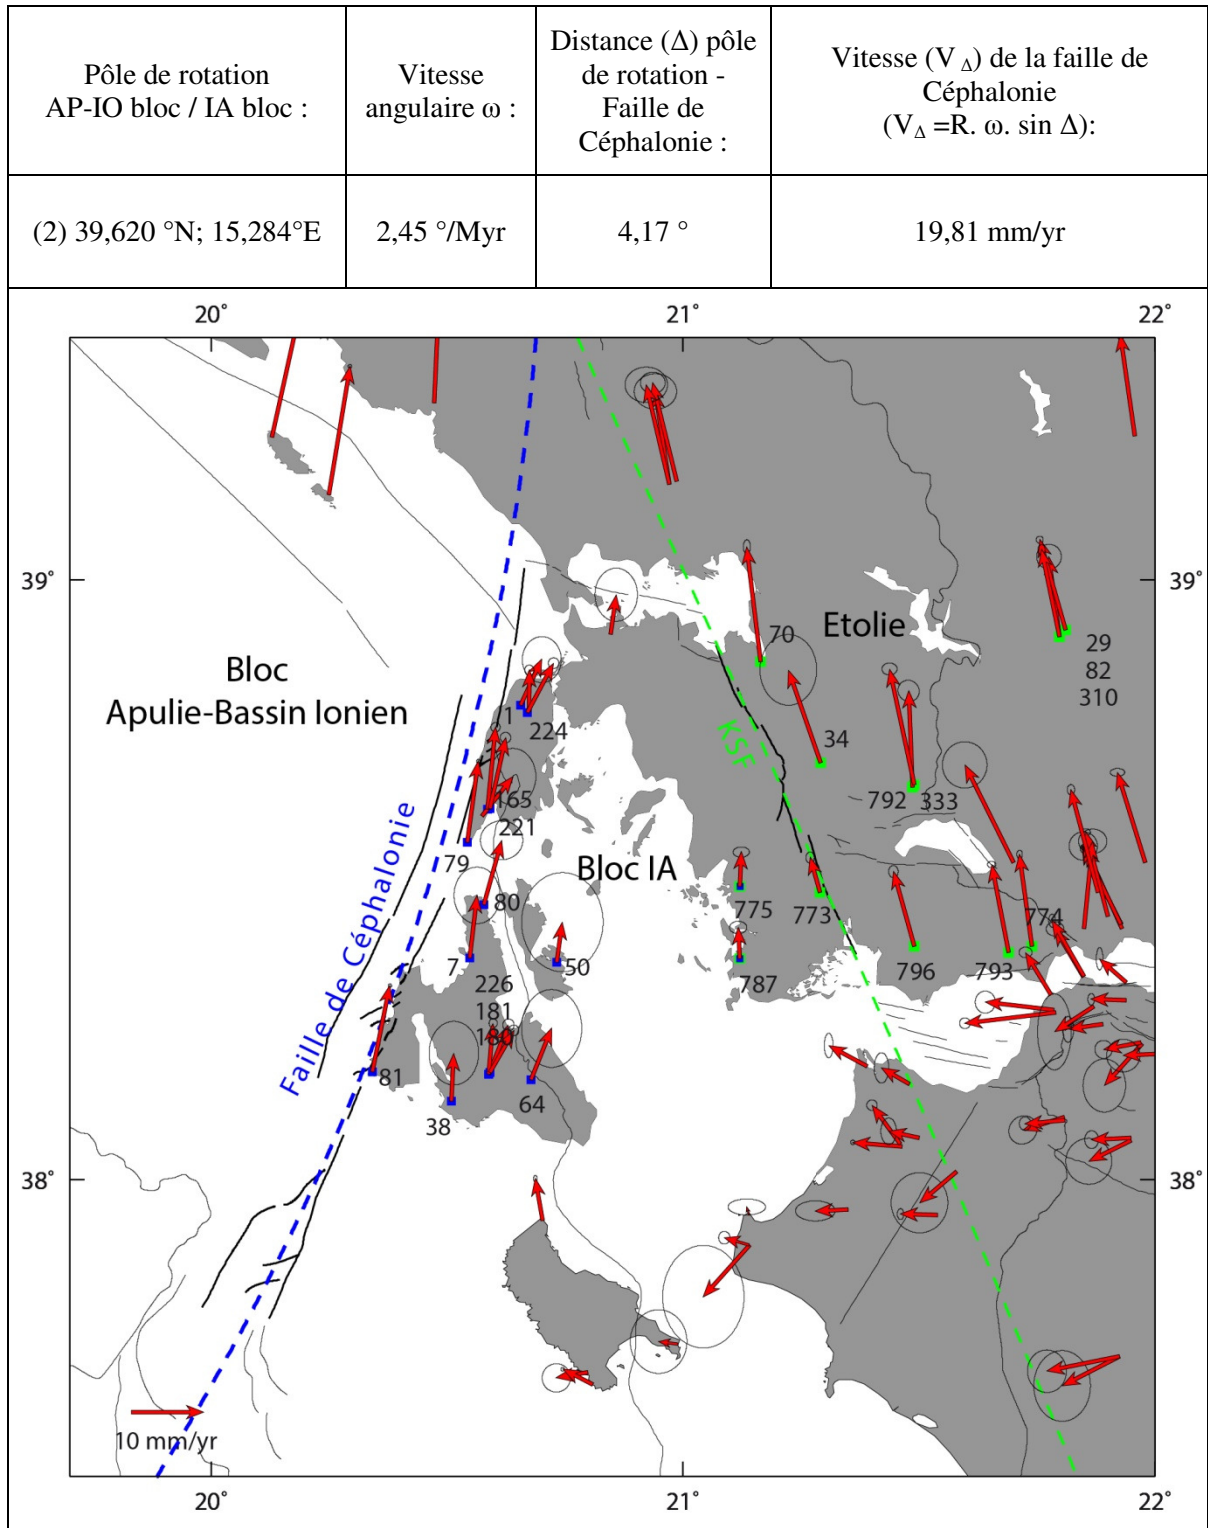 Pôle de rotation
AP-IO bloc / IA bloc :
Vitesse
angulaire ω :
Distance (Δ) pôle
de rotation -
Faille de
Céphalonie :
Vitesse (V Δ) de la faille de
Céphalonie
(VΔ =R. ω. sin Δ):
(2) 39,620 °N; 15,284°E
2,45 °/Myr
4,17 °
19,81 mm/yr
20˚
21˚
22˚
39˚
39˚
70
Etolie
29
82
310
Bloc
Apulie-Bassin Ionien
1
224
KSF
34
165
221
792
333
79
Bloc IA
80
775
773
774
Faille de Céphalonie
7
50
787
796
793
226
181
180
81
64
38
38˚
38˚
10 mm/yr
20˚
21˚
22˚